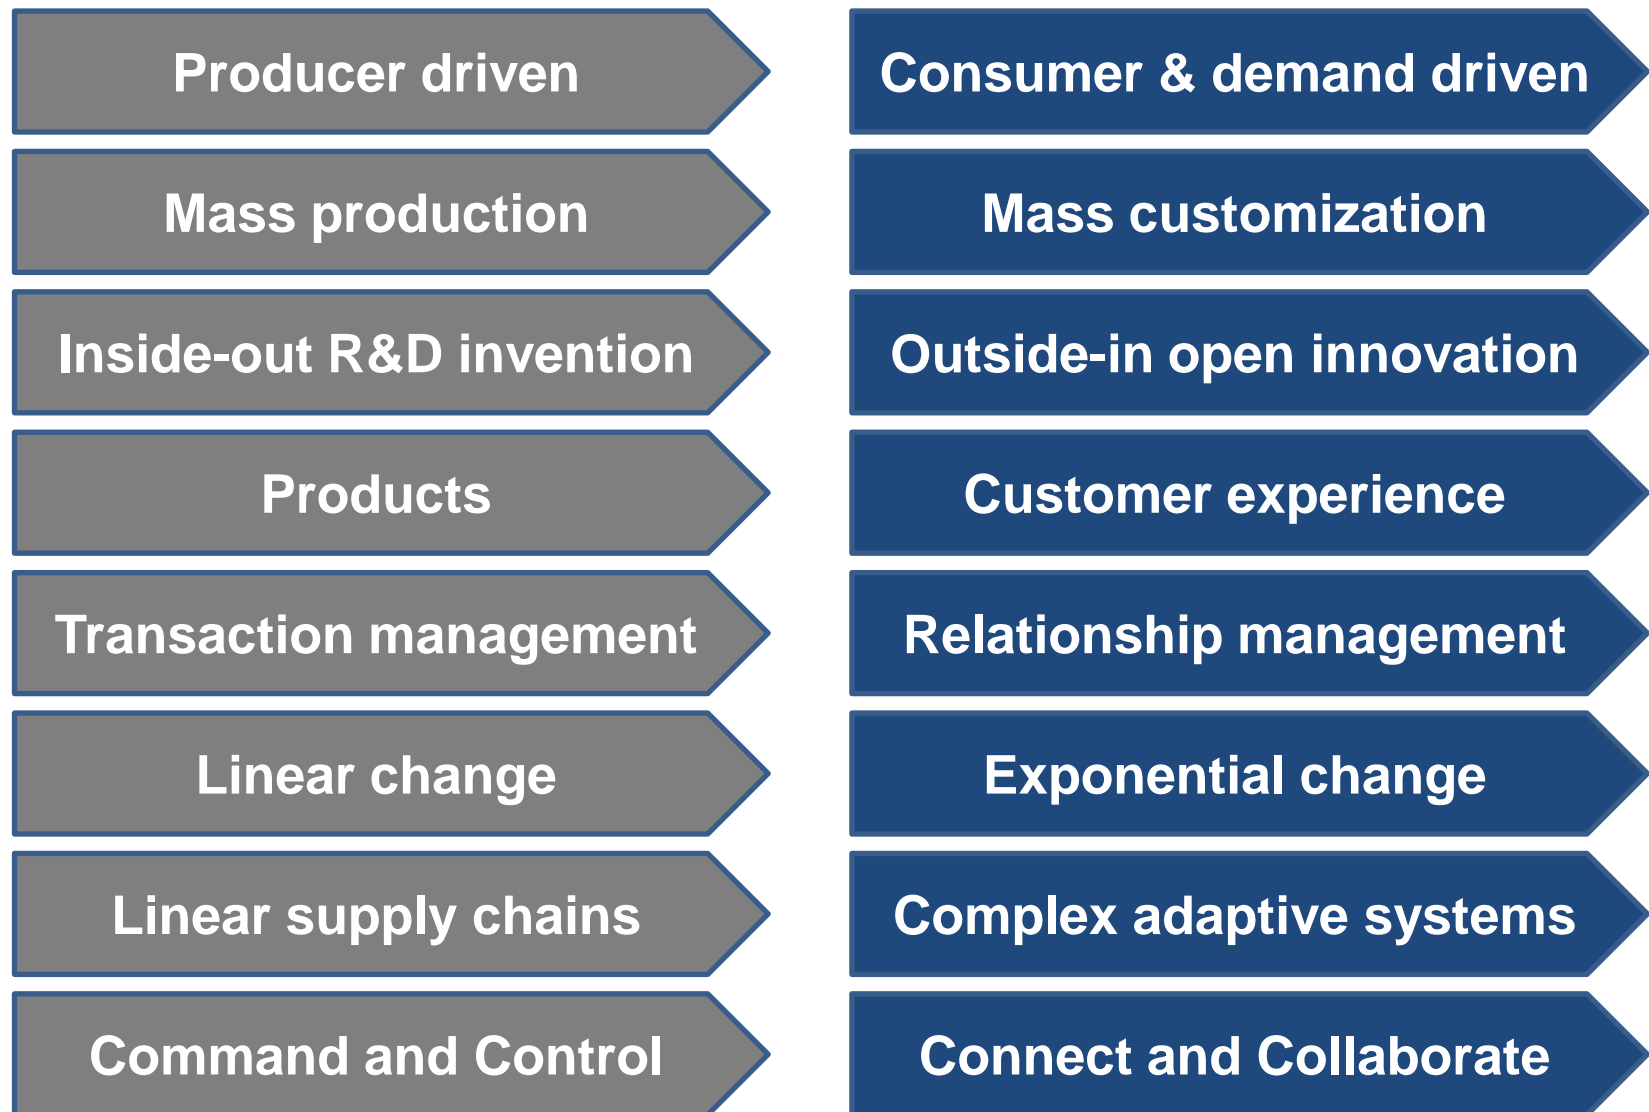 Producer driven
Consumer & demand driven
Mass production
Mass customization
Inside-out R&D invention
Outside-in open innovation
Products
Customer experience
Transaction management
Relationship management
Linear change
Exponential change
Linear supply chains
Complex adaptive systems
Command and Control
Connect and Collaborate